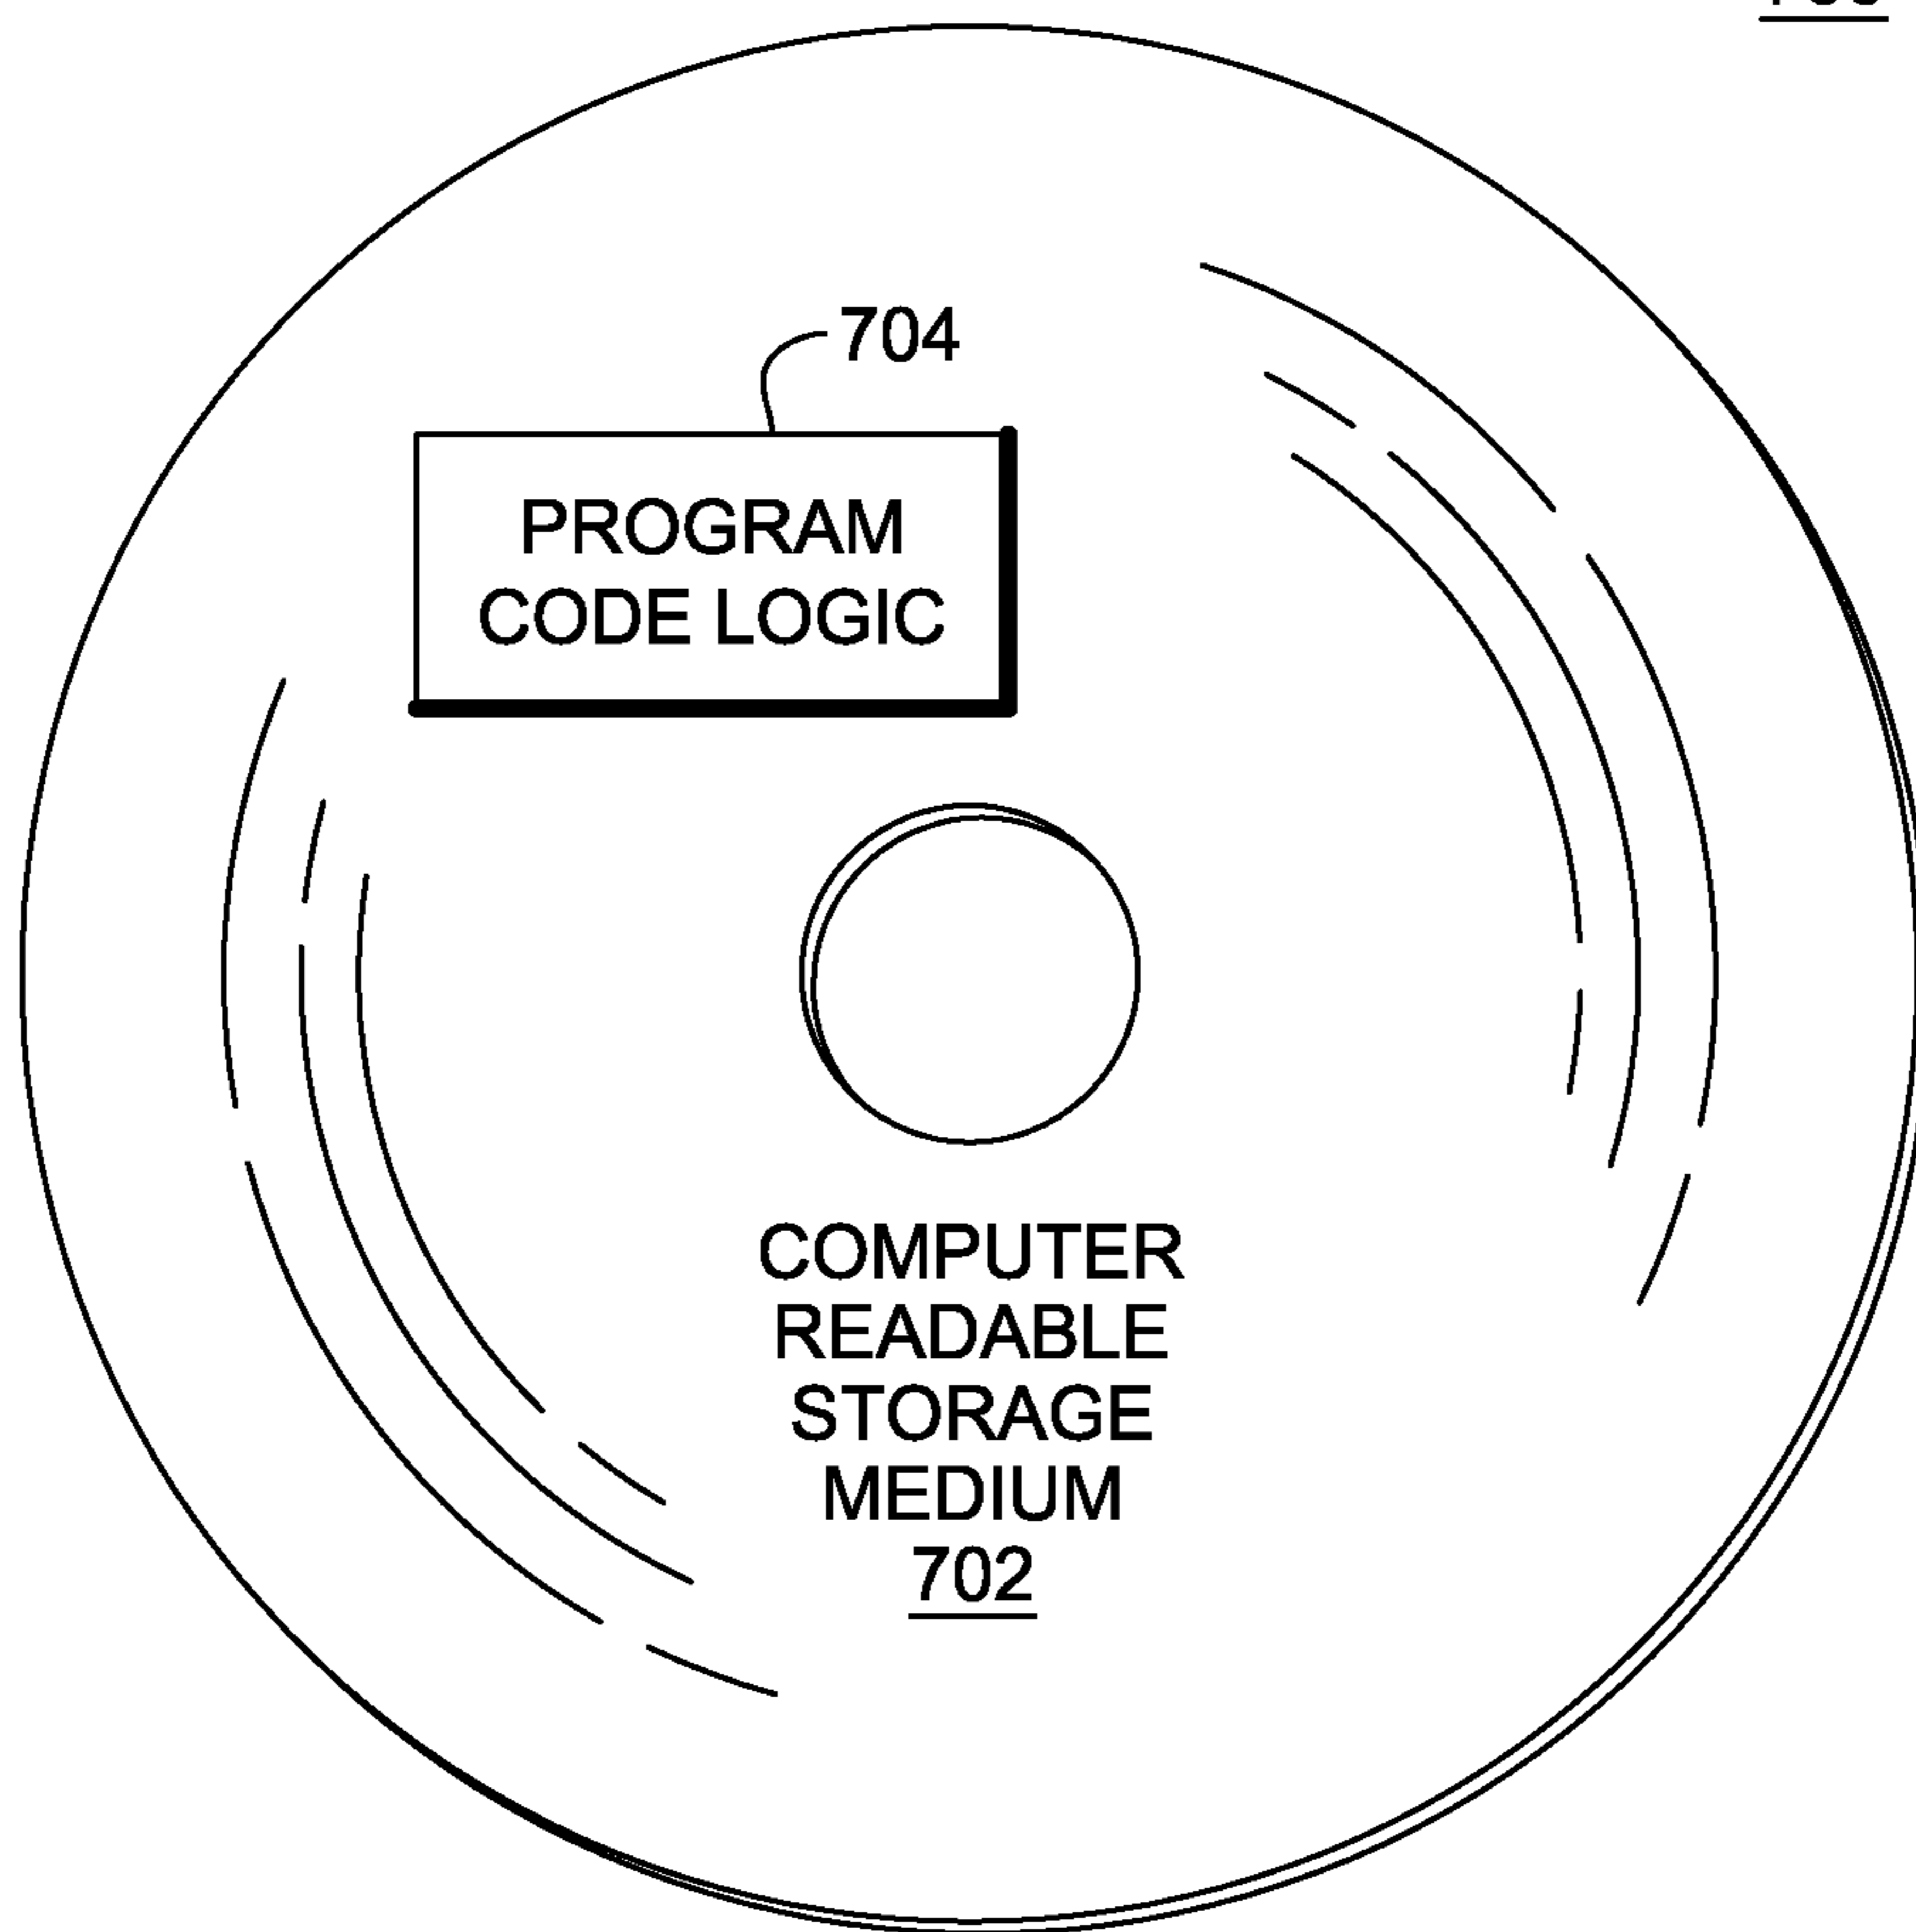 704
PROGRAM
CODE LOGIC
COMPUTER
READABLE
STORAGE
MEDIUM
702